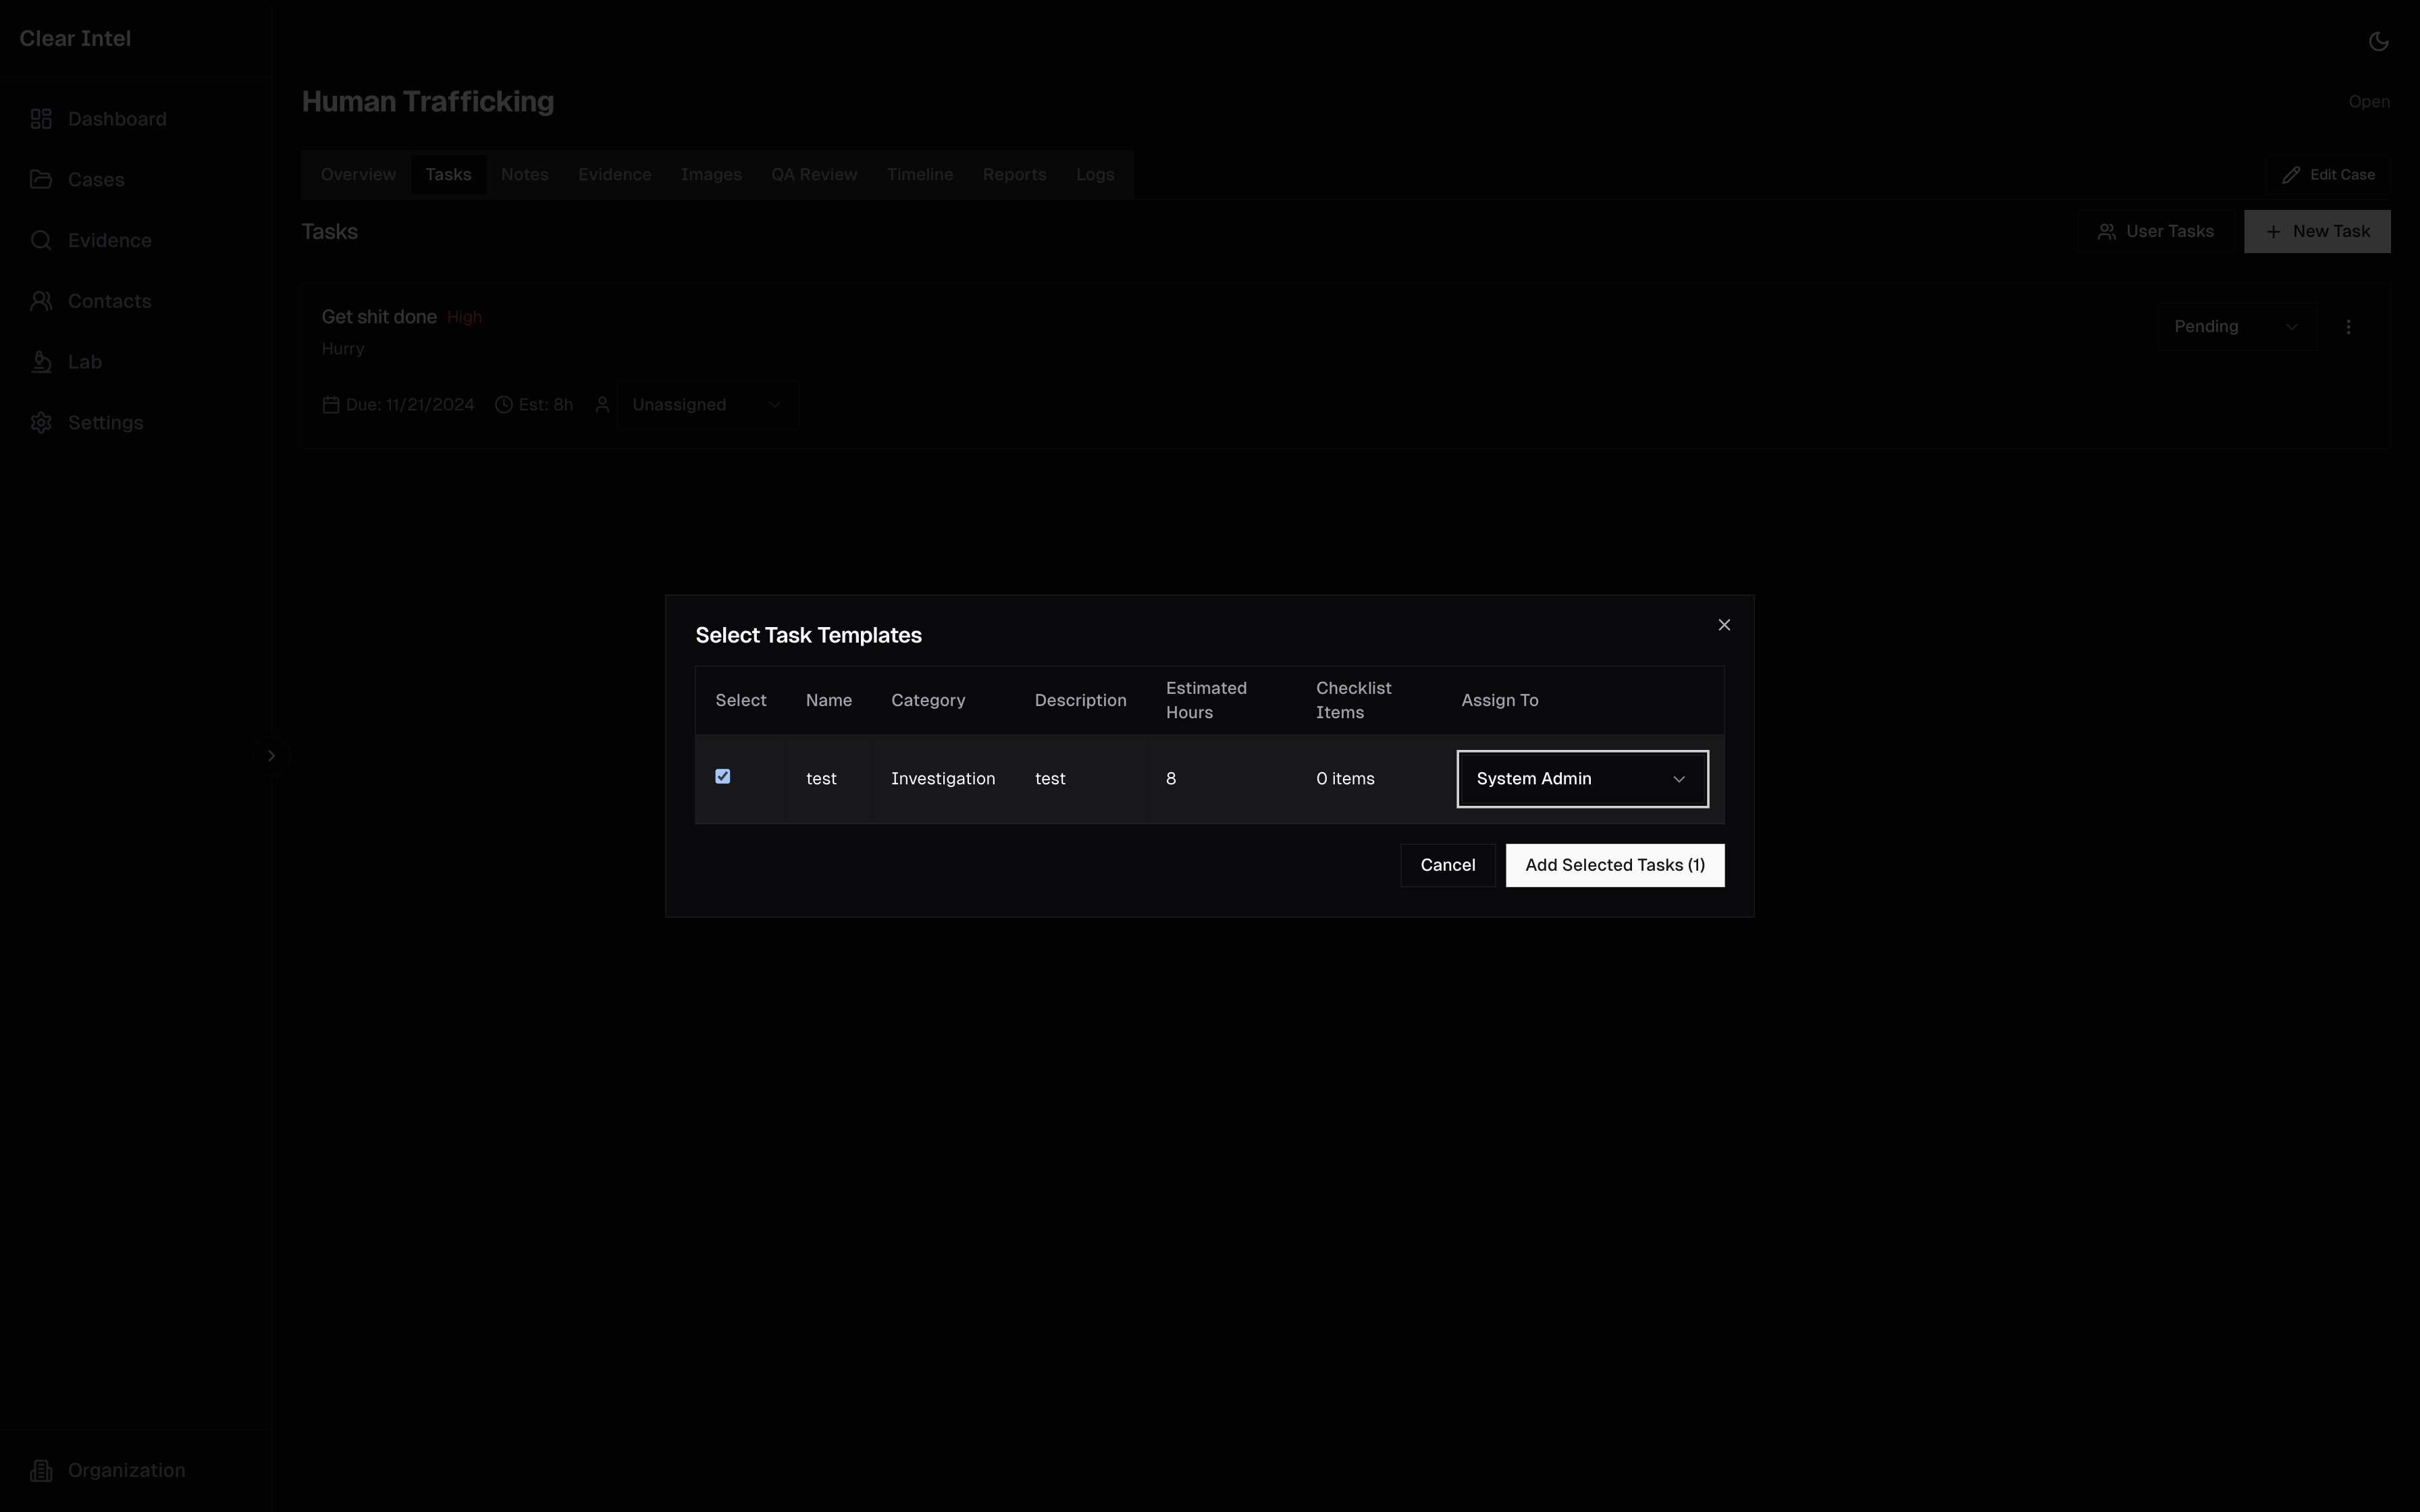 Clear Intel
Dashboard
Cases
Evidence
Contacts
Lab
Settings
Organization
Human Trafficking
Open
Overview Tasks Notes Evidence Images QA Review Timeline Reports Logs
Edit Case
Tasks
User Tasks
New Task
Get shit done High
Hurry
Pending
Due: 11/21/2024 Est: 8h Unassigned
Select Task Templates
Select Name Category Description Estimated Hours Checklist Items Assign To
test Investigation test 8 0 items System Admin
Cancel Add Selected Tasks (1)